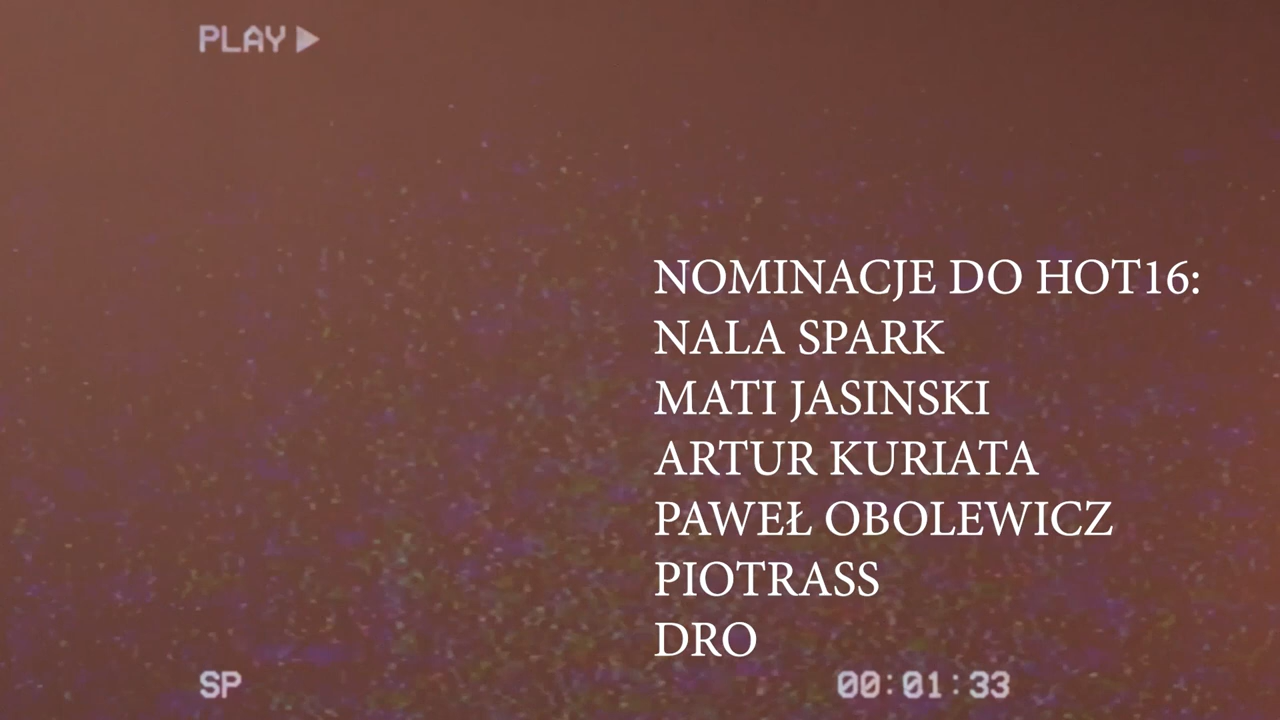 PLAY
NOMINACJE DO HOT16:
NALA SPARK
MATI JASINSKI
ARTUR KURIATA
PAWEŁ OBOLEWICZ
PIOTRASS
DRO
SP
00:01:33